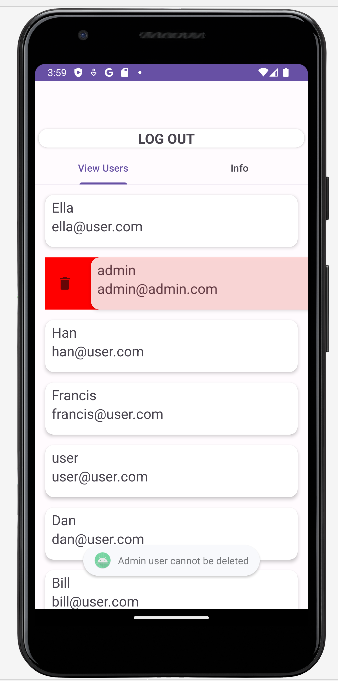 3:59
LOG OUT
View Users
Info
Ella
ella@user.com
admin
admin@admin.com
Han
han@user.com
Francis
francis@user.com
user
user@user.com
Dan
dan@user.com
Admin user cannot be deleted
Bill
bill@user.com